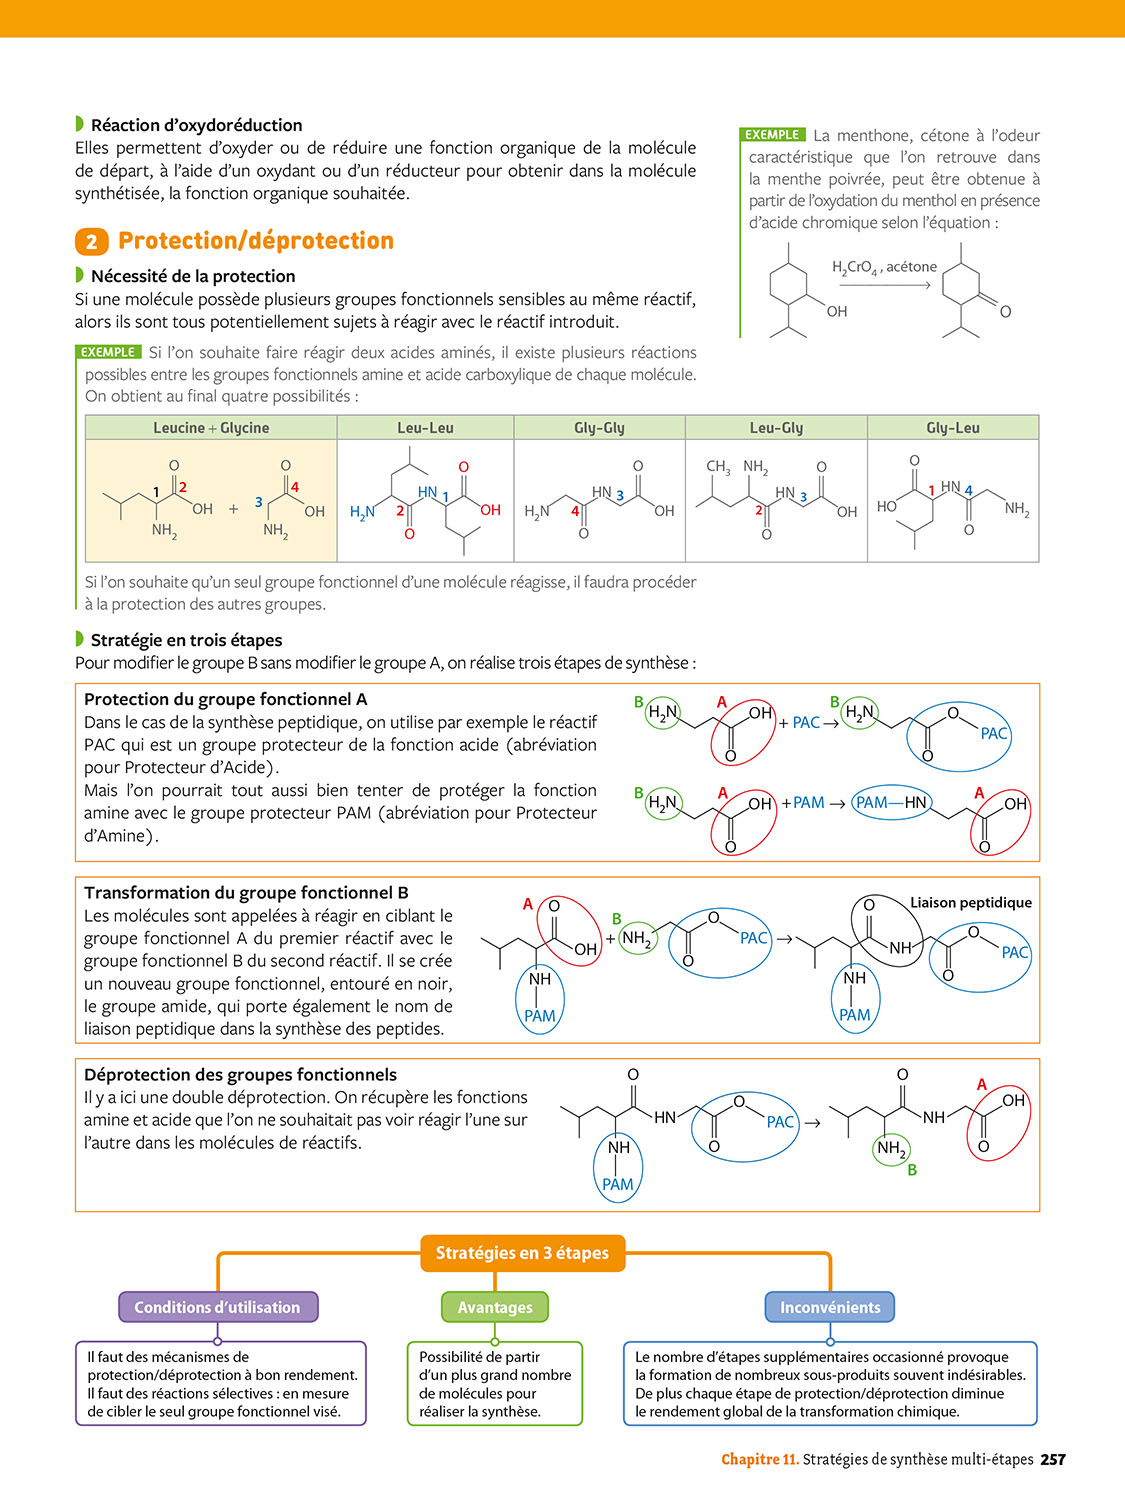 Réaction d'oxydoréduction
Elles permettent d'oxyder ou de réduire une fonction organique de la molécule
de départ, à l'aide d'un oxydant ou d'un réducteur pour obtenir dans la molécule
synthétisée, la fonction organique souhaitée.
EXEMPLE La menthone, cétone à l'odeur
caractéristique que l'on retrouve dans
la menthe poivrée, peut être obtenue à
partir de l'oxydation du menthol en présence
d'acide chromique selon l'équation :
H2CrO4 , acétone
OH
O
2 Protection/déprotection
Nécessité de la protection
Si une molécule possède plusieurs groupes fonctionnels sensibles au même réactif,
alors ils sont tous potentiellement sujets à réagir avec le réactif introduit.
EXEMPLE Si l'on souhaite faire réagir deux acides aminés, il existe plusieurs réactions
possibles entre les groupes fonctionnels amine et acide carboxylique de chaque molécule.
On obtient au final quatre possibilités :
Leucine + Glycine Leu-Leu Gly-Gly Leu-Gly Gly-Leu
O 1 2 OH NH2 + O 3 4 OH NH2
O HN 1 H2N 2 OH O
O HN 3 H2N 4 OH O
CH3 NH2 O HN 3 2 OH O
O 1 HN 4 HO NH2 O
Si l'on souhaite qu'un seul groupe fonctionnel d'une molécule réagisse, il faudra procéder
à la protection des autres groupes.
Stratégie en trois étapes
Pour modifier le groupe B sans modifier le groupe A, on réalise trois étapes de synthèse :
Protection du groupe fonctionnel A
Dans le cas de la synthèse peptidique, on utilise par exemple le réactif
PAC qui est un groupe protecteur de la fonction acide (abréviation
pour Protecteur d'Acide).
Mais l'on pourrait tout aussi bien tenter de protéger la fonction
amine avec le groupe protecteur PAM (abréviation pour Protecteur
d'Amine).
B H2N A OH O + PAC → B H2N O O PAC
B H2N A OH O + PAM → PAM—HN A OH O
Transformation du groupe fonctionnel B
Les molécules sont appelées à réagir en ciblant le
groupe fonctionnel A du premier réactif avec le
groupe fonctionnel B du second réactif. Il se crée
un nouveau groupe fonctionnel, entouré en noir,
le groupe amide, qui porte également le nom de
liaison peptidique dans la synthèse des peptides.
A O OH NH PAM + B NH2 O O PAC → O NH NH PAM O O PAC
Liaison peptidique
Déprotection des groupes fonctionnels
Il y a ici une double déprotection. On récupère les fonctions
amine et acide que l'on ne souhaitait pas voir réagir l'une sur
l'autre dans les molécules de réactifs.
O HN NH PAM O O PAC → O NH NH2 B A OH O
Stratégies en 3 étapes
Conditions d'utilisation
Il faut des mécanismes de
protection/déprotection à bon rendement.
Il faut des réactions sélectives : en mesure
de cibler le seul groupe fonctionnel visé.
Avantages
Possibilité de partir
d'un plus grand nombre
de molécules pour
réaliser la synthèse.
Inconvénients
Le nombre d'étapes supplémentaires occasionné provoque
la formation de nombreux sous-produits souvent indésirables.
De plus chaque étape de protection/déprotection diminue
le rendement global de la transformation chimique.
Chapitre 11. Stratégies de synthèse multi-étapes 257